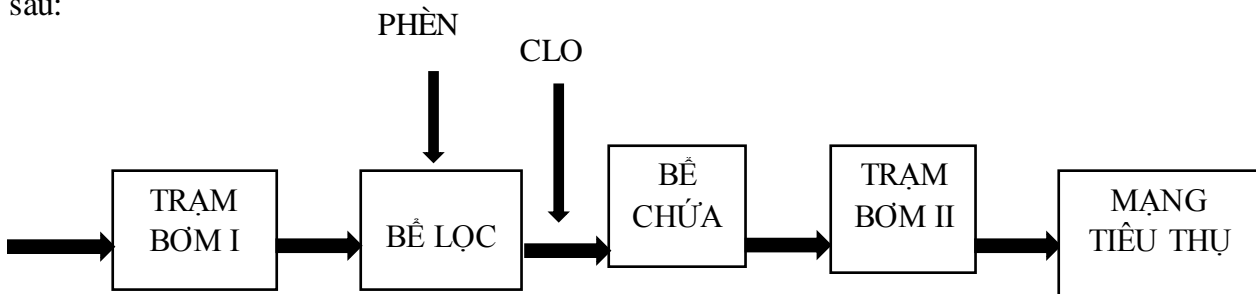 sau:
PHÈN
CLO
TRẠM
BƠM I
BỂ LỌC
BỂ
CHỨA
TRẠM
BƠM II
MẠNG
TIÊU THỤ